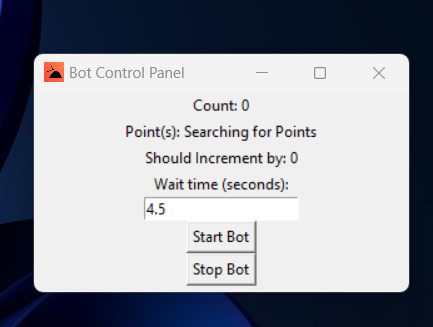 Bot Control Panel
Count: 0
Point(s): Searching for Points
Should Increment by: 0
Wait time (seconds):
4.5
Start Bot
Stop Bot